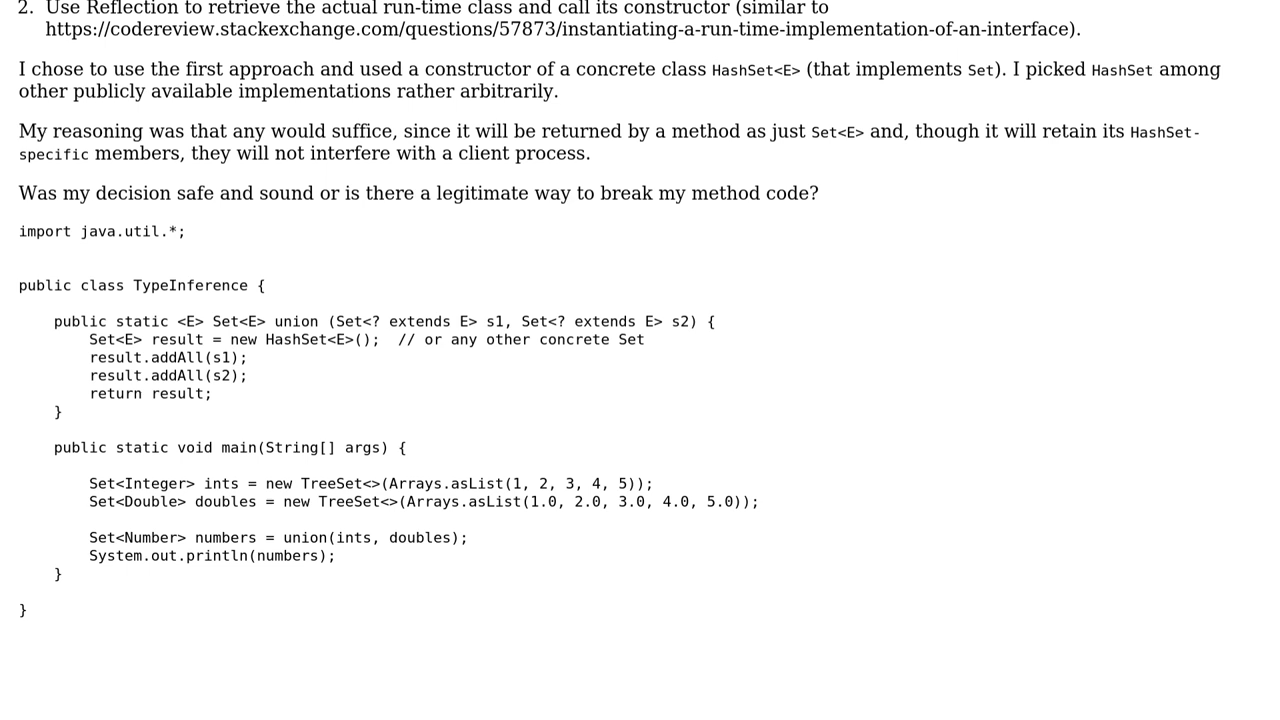 2. Use Reflection to retrieve the actual run-time class and call its constructor (similar to
https://codereview.stackexchange.com/questions/57873/instantiating-a-run-time-implementation-of-an-interface).
I chose to use the first approach and used a constructor of a concrete class HashSet<E> (that implements Set). I picked HashSet among
other publicly available implementations rather arbitrarily.
My reasoning was that any would suffice, since it will be returned by a method as just Set<E> and, though it will retain its HashSet-
specific members, they will not interfere with a client process.
Was my decision safe and sound or is there a legitimate way to break my method code?
import java.util.*;
public class TypeInference {
    public static <E> Set<E> union (Set<? extends E> s1, Set<? extends E> s2) {
        Set<E> result = new HashSet<E>();  // or any other concrete Set
        result.addAll(s1);
        result.addAll(s2);
        return result;
    }
    public static void main(String[] args) {
        Set<Integer> ints = new TreeSet<>(Arrays.asList(1, 2, 3, 4, 5));
        Set<Double> doubles = new TreeSet<>(Arrays.asList(1.0, 2.0, 3.0, 4.0, 5.0));
        Set<Number> numbers = union(ints, doubles);
        System.out.println(numbers);
    }
}